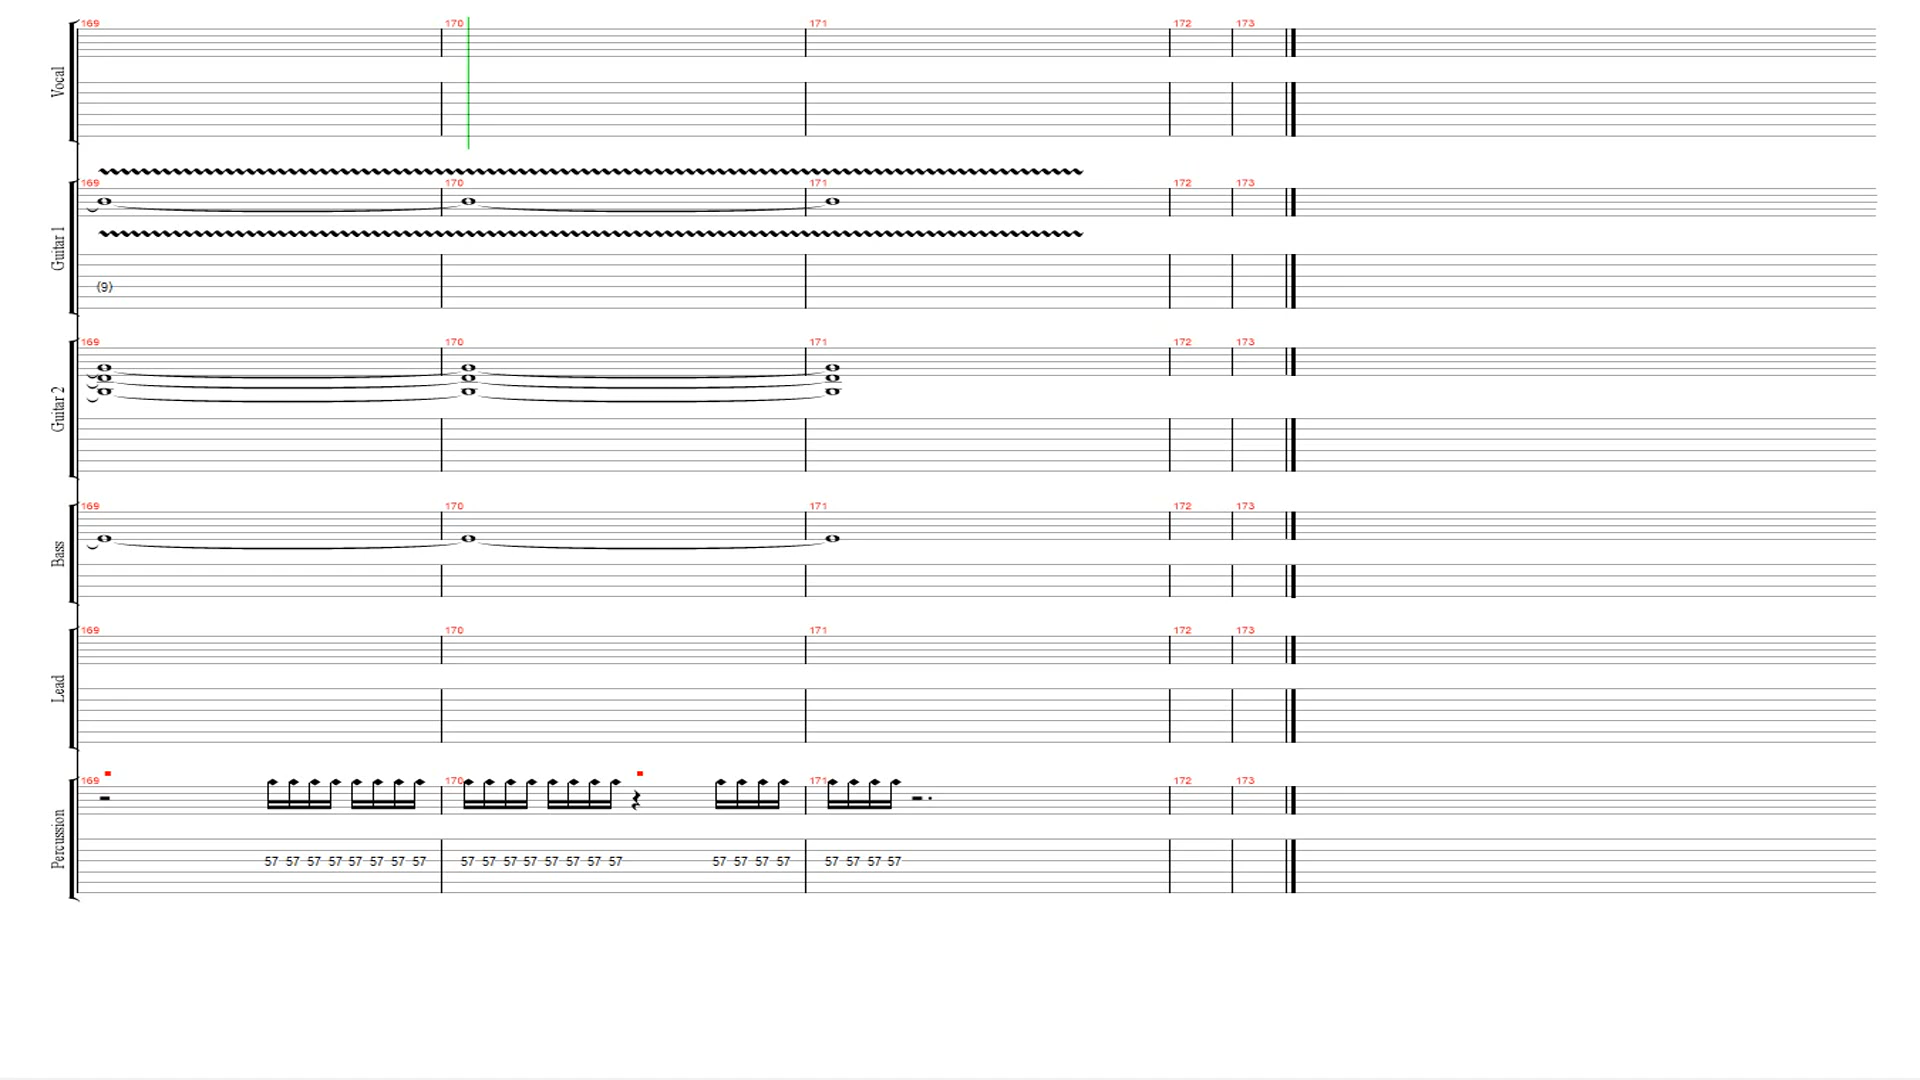 169 170 171 172 173
Vocal
169 170 171 172 173
Guitar 1
(9)
169 170 171 172 173
Guitar 2
169 170 171 172 173
Bass
169 170 171 172 173
Lead
169 170 171 172 173
Percussion
57 57 57 57 57 57 57 57 57 57 57 57 57 57 57 57 57 57 57 57 57 57 57 57